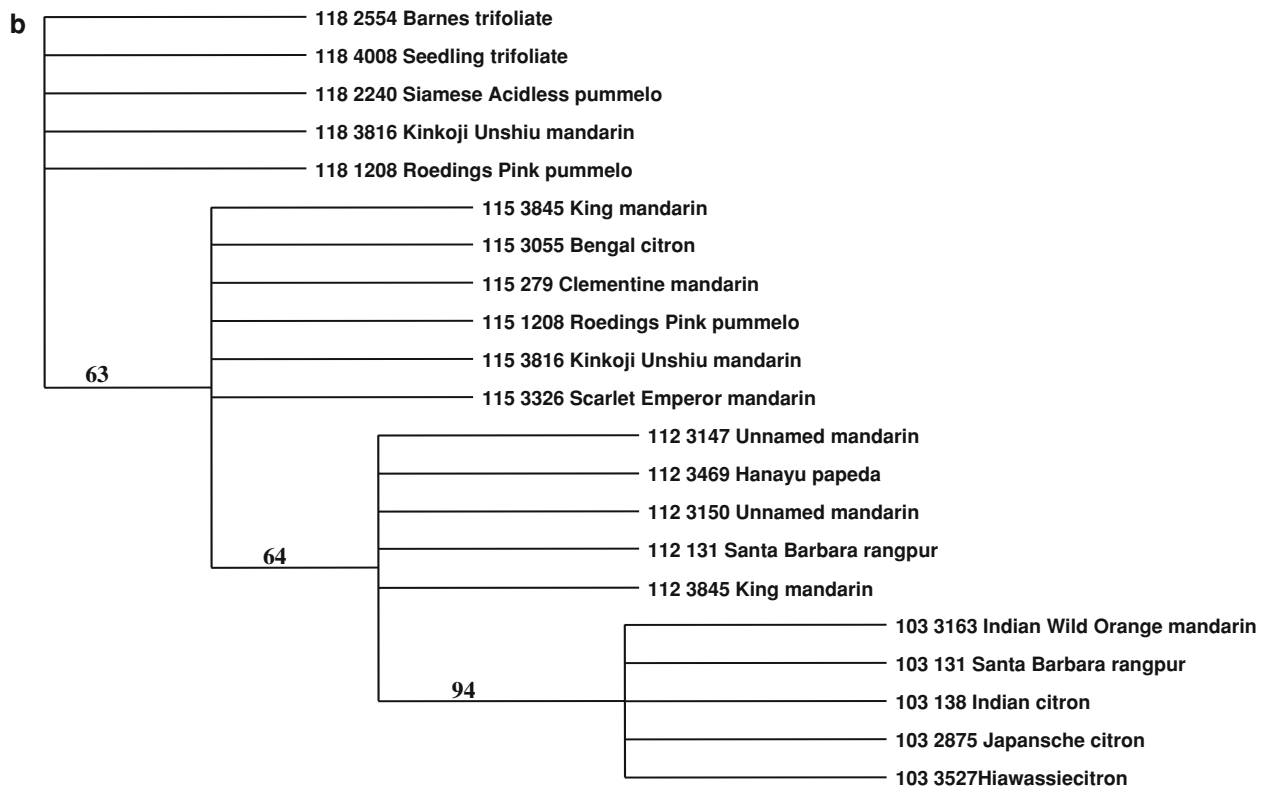 b
118 2554 Barnes trifoliate
118 4008 Seedling trifoliate
118 2240 Siamese Acidless pummelo
118 3816 Kinkoji Unshiu mandarin
118 1208 Roedings Pink pummelo
115 3845 King mandarin
115 3055 Bengal citron
115 279 Clementine mandarin
115 1208 Roedings Pink pummelo
115 3816 Kinkoji Unshiu mandarin
63
115 3326 Scarlet Emperor mandarin
112 3147 Unnamed mandarin
112 3469 Hanayu papeda
112 3150 Unnamed mandarin
112 131 Santa Barbara rangpur
64
112 3845 King mandarin
103 3163 Indian Wild Orange mandarin
103 131 Santa Barbara rangpur
94
103 138 Indian citron
103 2875 Japansche citron
103 3527Hiawassiecitron